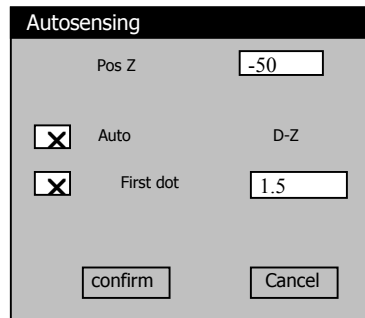 Autosensing
Pos Z -50
Auto D-Z
First dot 1.5
confirm Cancel